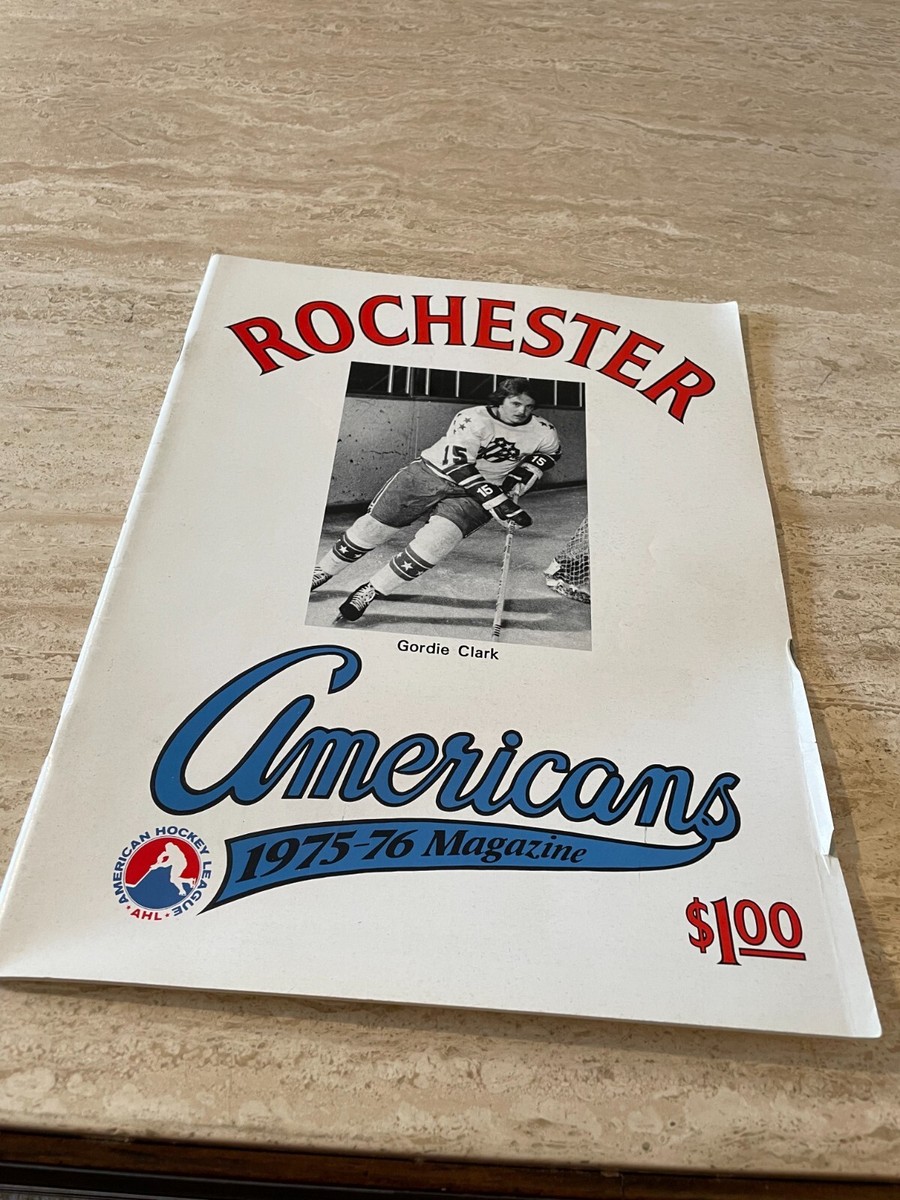 ROCHESTER
15
15
15
Gordie Clark
Americans
1975-76 Magazine
AMERICAN HOCKEY LEAGUE
AHL
$1.00